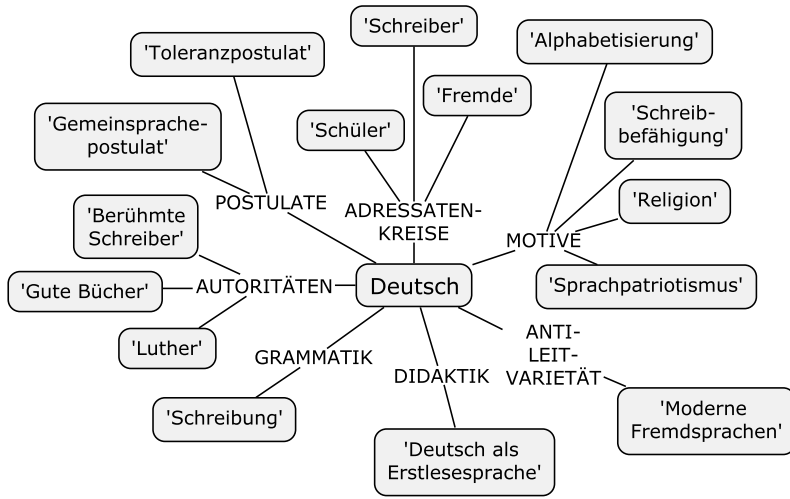 'Schreiber'
'Toleranzpostulat'
'Alphabetisierung'
'Fremde'
'Gemeinsprache-
postulat'
'Schüler'
'Schreib-
befähigung'
POSTULATE
ADRESSATEN-
KREISE
'Religion'
'Berühmte
Schreiber'
MOTIVE
'Gute Bücher'
AUTORITÄTEN
Deutsch
'Sprachpatriotismus'
'Luther'
GRAMMATIK
ANTI-
LEIT-
VARIETÄT
DIDAKTIK
'Schreibung'
'Moderne
Fremdsprachen'
'Deutsch als
Erstlesesprache'